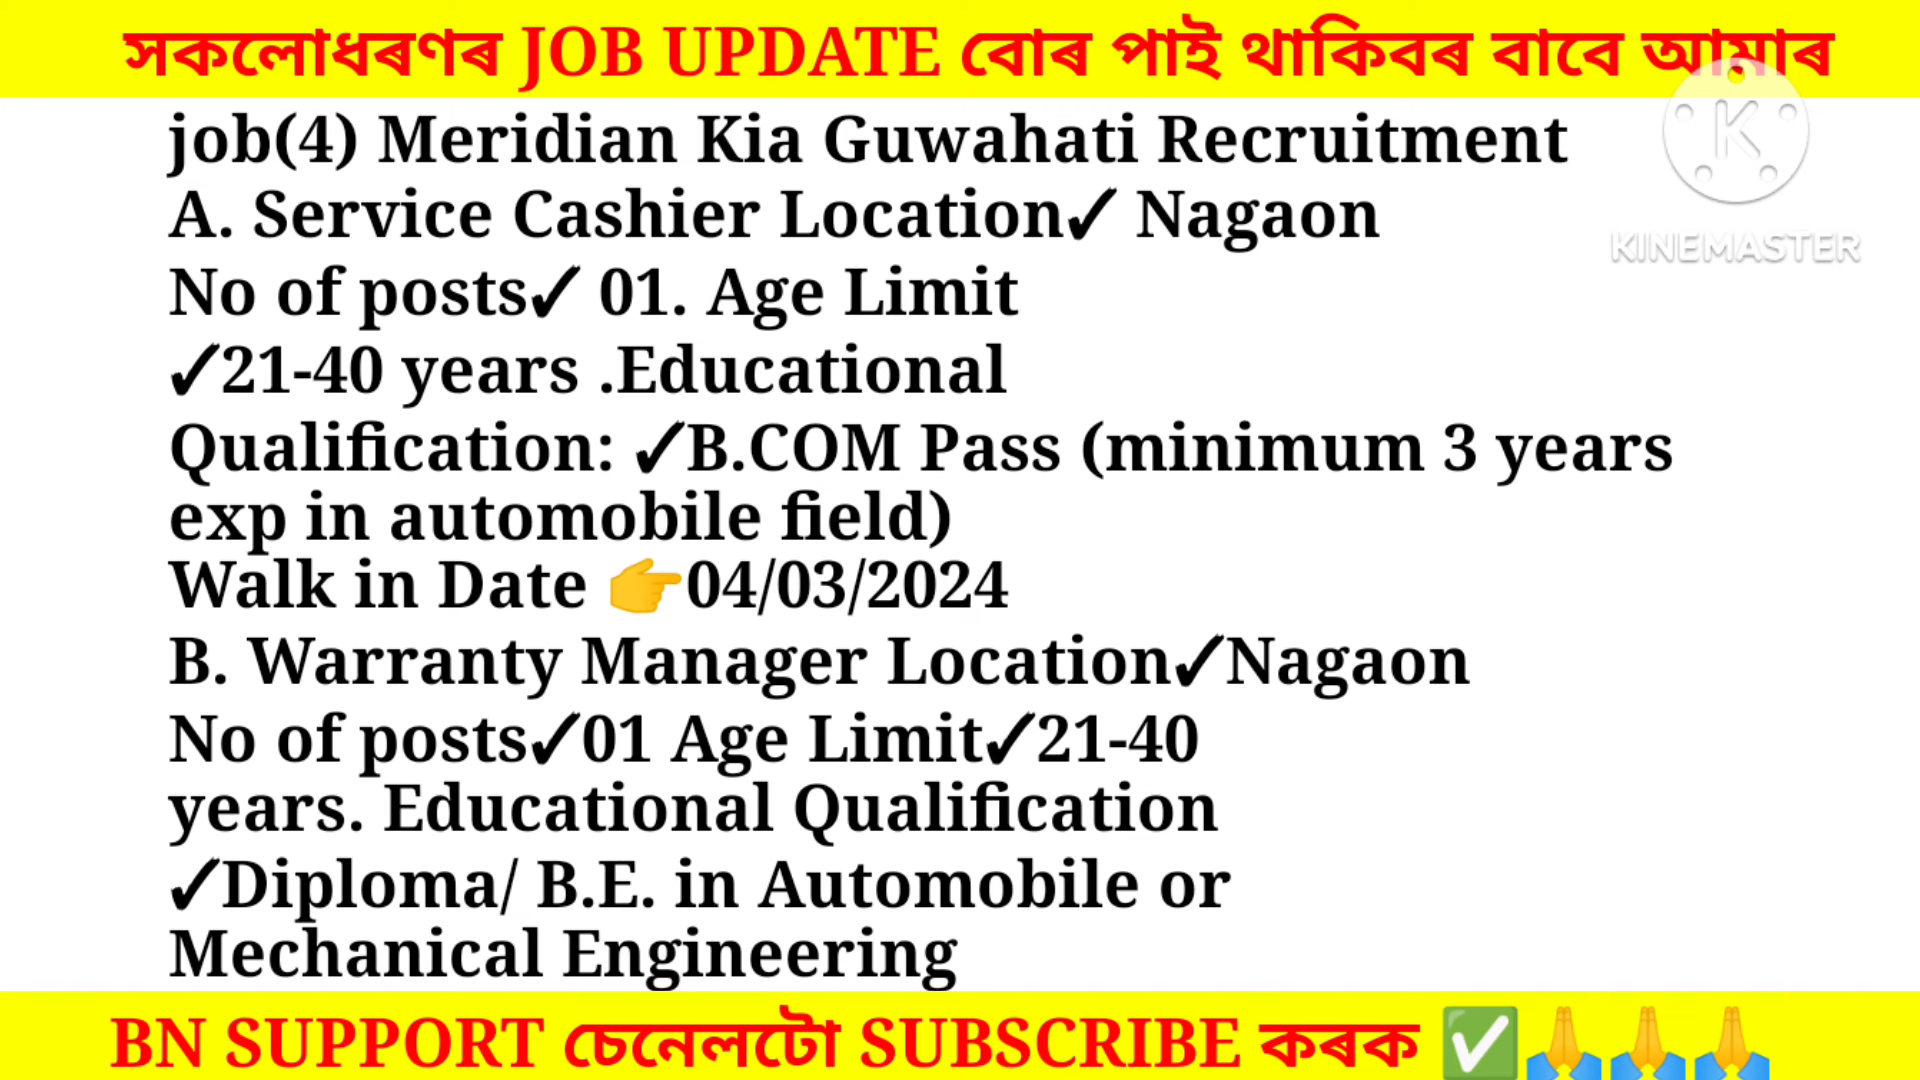 সকলোধৰণৰ JOB UPDATE বোৰ পাই থাকিবৰ বাবে আমাৰ
job(4) Meridian Kia Guwahati Recruitment
A. Service Cashier Location✓ Nagaon
No of posts✓ 01. Age Limit
✓21-40 years .Educational
Qualification: ✓B.COM Pass (minimum 3 years
exp in automobile field)
Walk in Date 👉04/03/2024
B. Warranty Manager Location✓Nagaon
No of posts✓01 Age Limit✓21-40
years. Educational Qualification
✓Diploma/ B.E. in Automobile or
Mechanical Engineering
BN SUPPORT চেনেলটো SUBSCRIBE কৰক ✅🙏🙏🙏
K
KINEMASTER